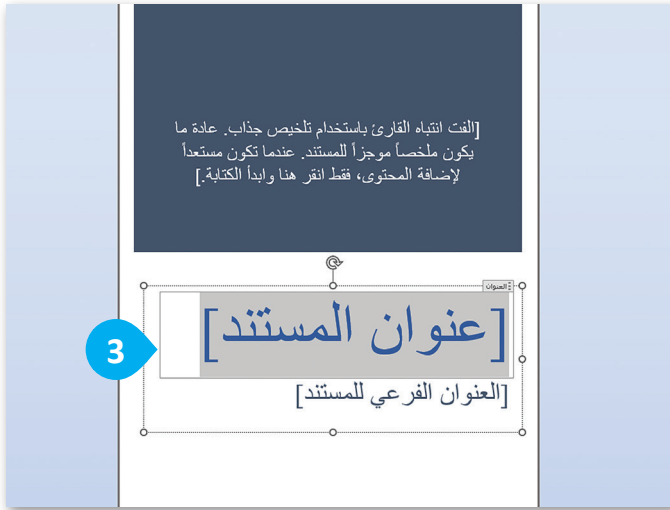 [الفت انتباه القارئ باستخدام تلخيص جذاب. عادة ما
يكون ملخصاً موجزاً للمستند. عندما تكون مستعداً
لإضافة المحتوى، فقط انقر هنا وابدأ الكتابة.]
العنوان
[عنوان المستند]
3
[العنوان الفرعي للمستند]